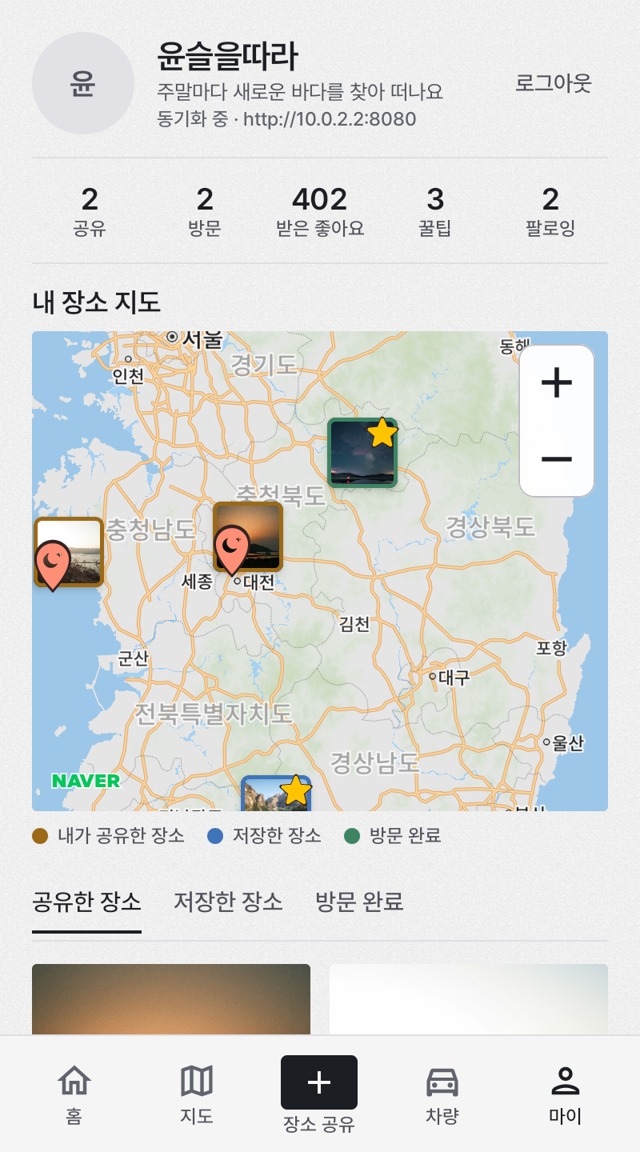 윤
윤슬을따라
주말마다 새로운 바다를 찾아 떠나요
동기화 중 · http://10.0.2.2:8080
로그아웃
2
공유
2
방문
402
받은 좋아요
3
꿀팁
2
팔로잉
내 장소 지도
서울
동해
인천
경기도
충청북도
충청남도
경상북도
세종
대전
김천
군산
포항
대구
전북특별자치도
울산
경상남도
NAVER
내가 공유한 장소
저장한 장소
방문 완료
공유한 장소
저장한 장소
방문 완료
홈
지도
장소 공유
차량
마이